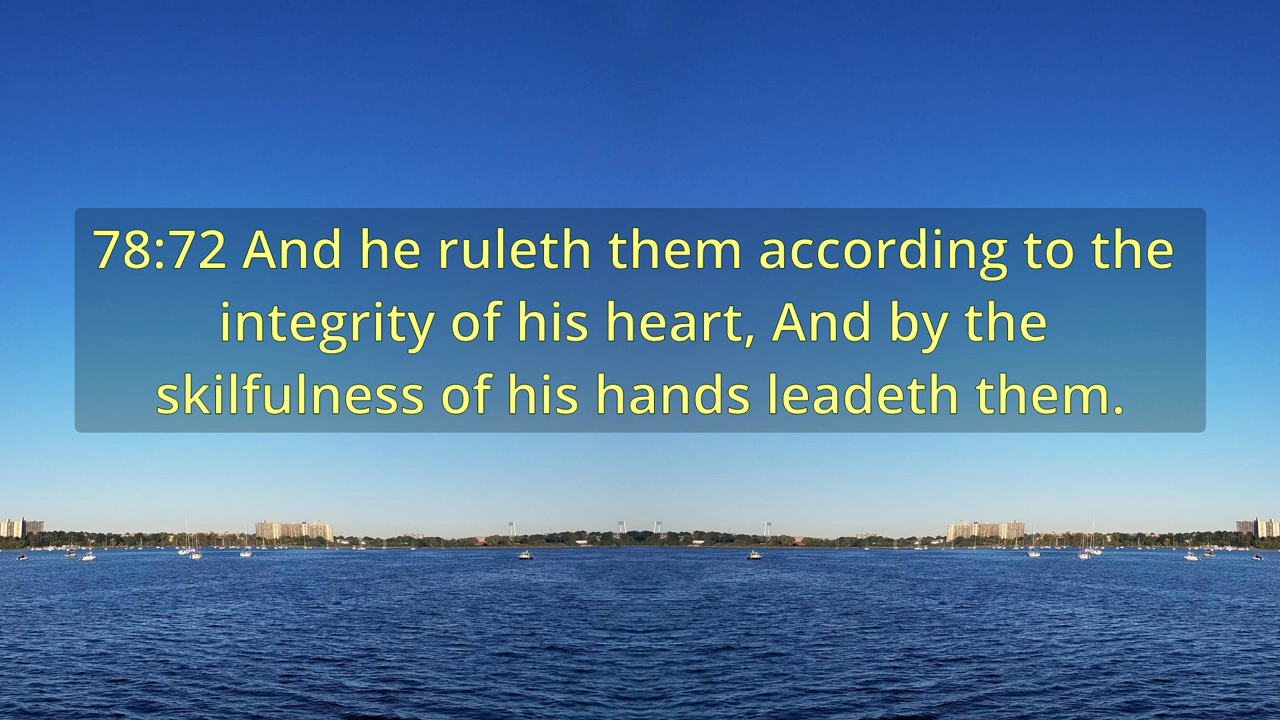 78:72 And he ruleth them according to the
integrity of his heart, And by the
skilfulness of his hands leadeth them.